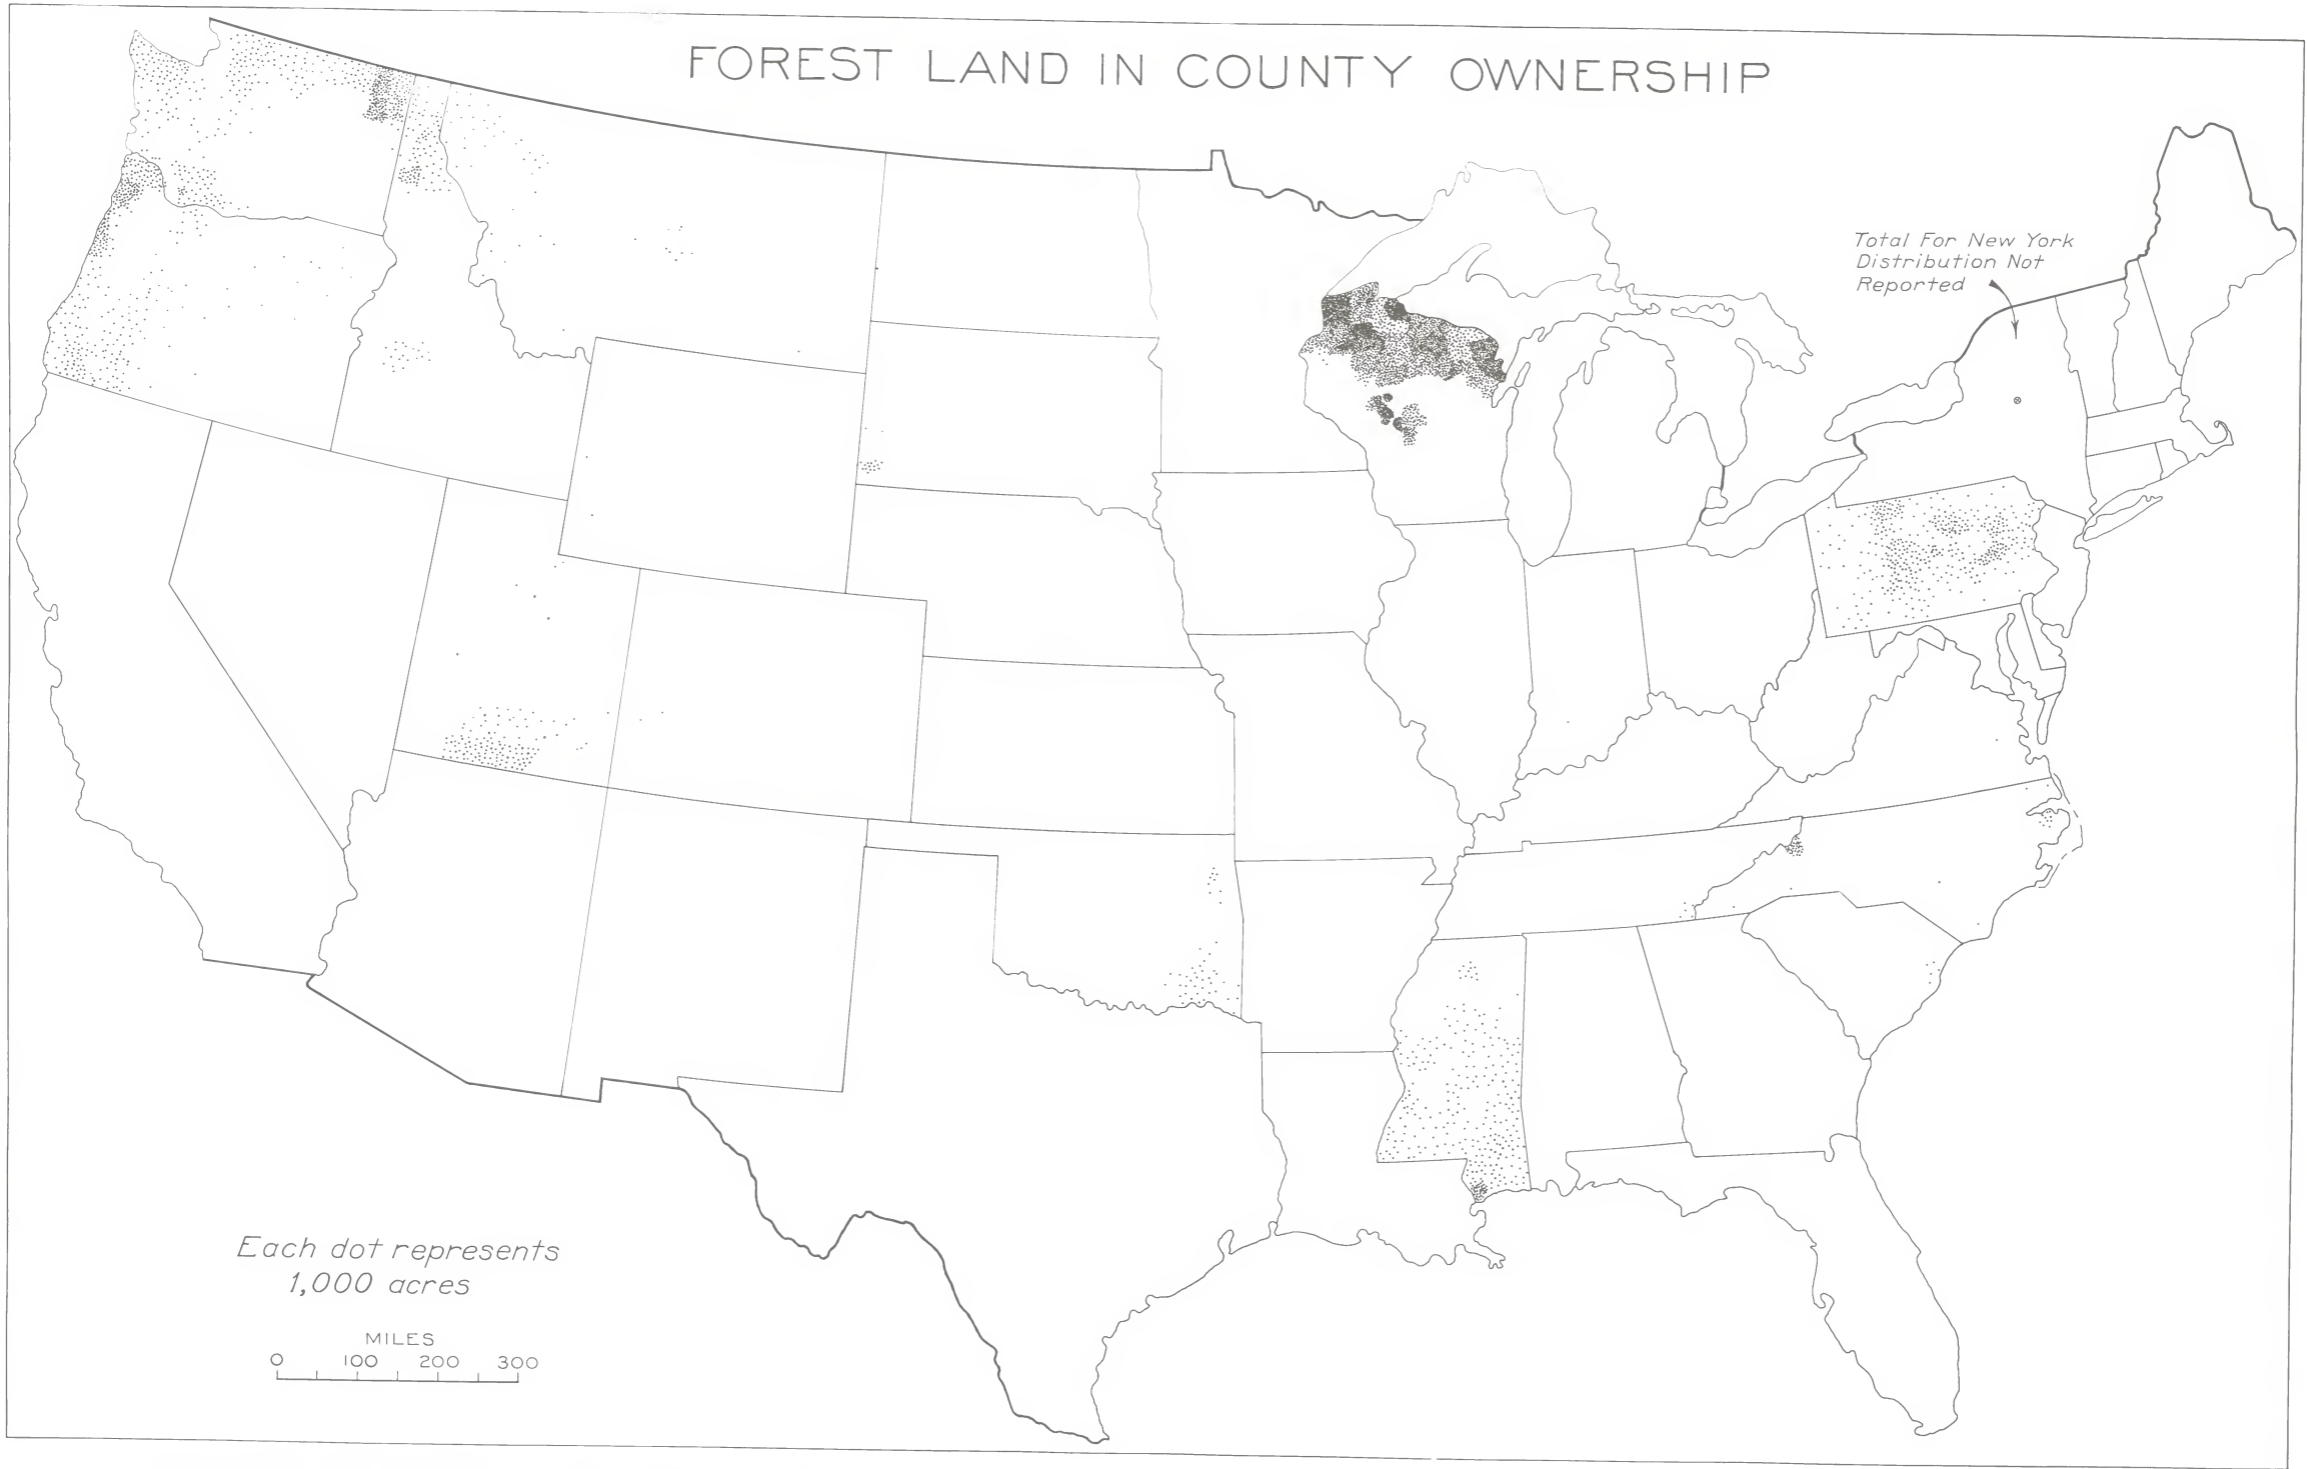 FOREST LAND IN COUNTY OWNERSHIP
Total For New York
Distribution Not
Reported
Each dot represents
1,000 acres
MILES
0 100 200 300